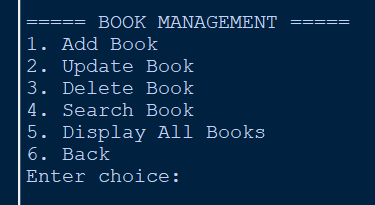 ===== BOOK MANAGEMENT =====
1. Add Book
2. Update Book
3. Delete Book
4. Search Book
5. Display All Books
6. Back
Enter choice: